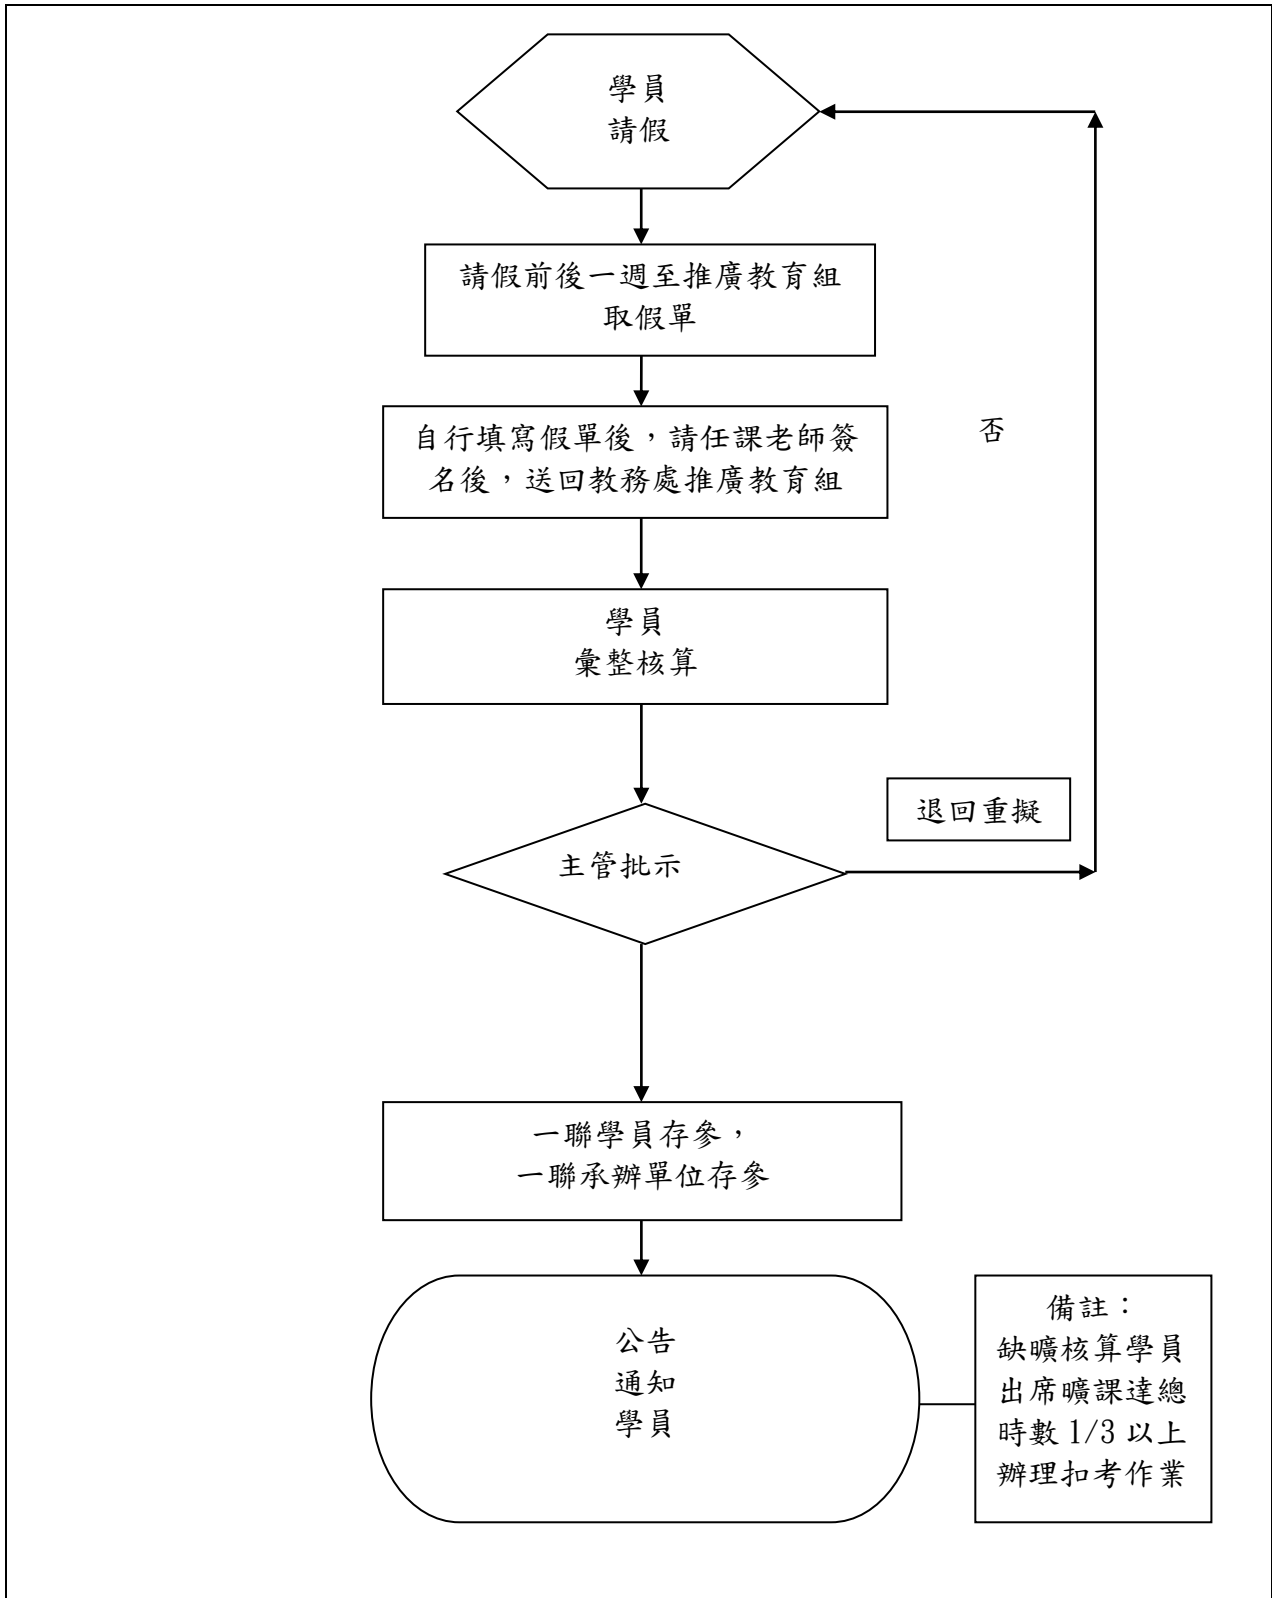 學員
請假
請假前後一週至推廣教育組
取假單
自行填寫假單後，請任課老師簽
名後，送回教務處推廣教育組
否
學員
彙整核算
退回重擬
主管批示
一聯學員存參，
一聯承辦單位存參
公告
通知
學員
備註：
缺曠核算學員
出席曠課達總
時數 1/3 以上
辦理扣考作業